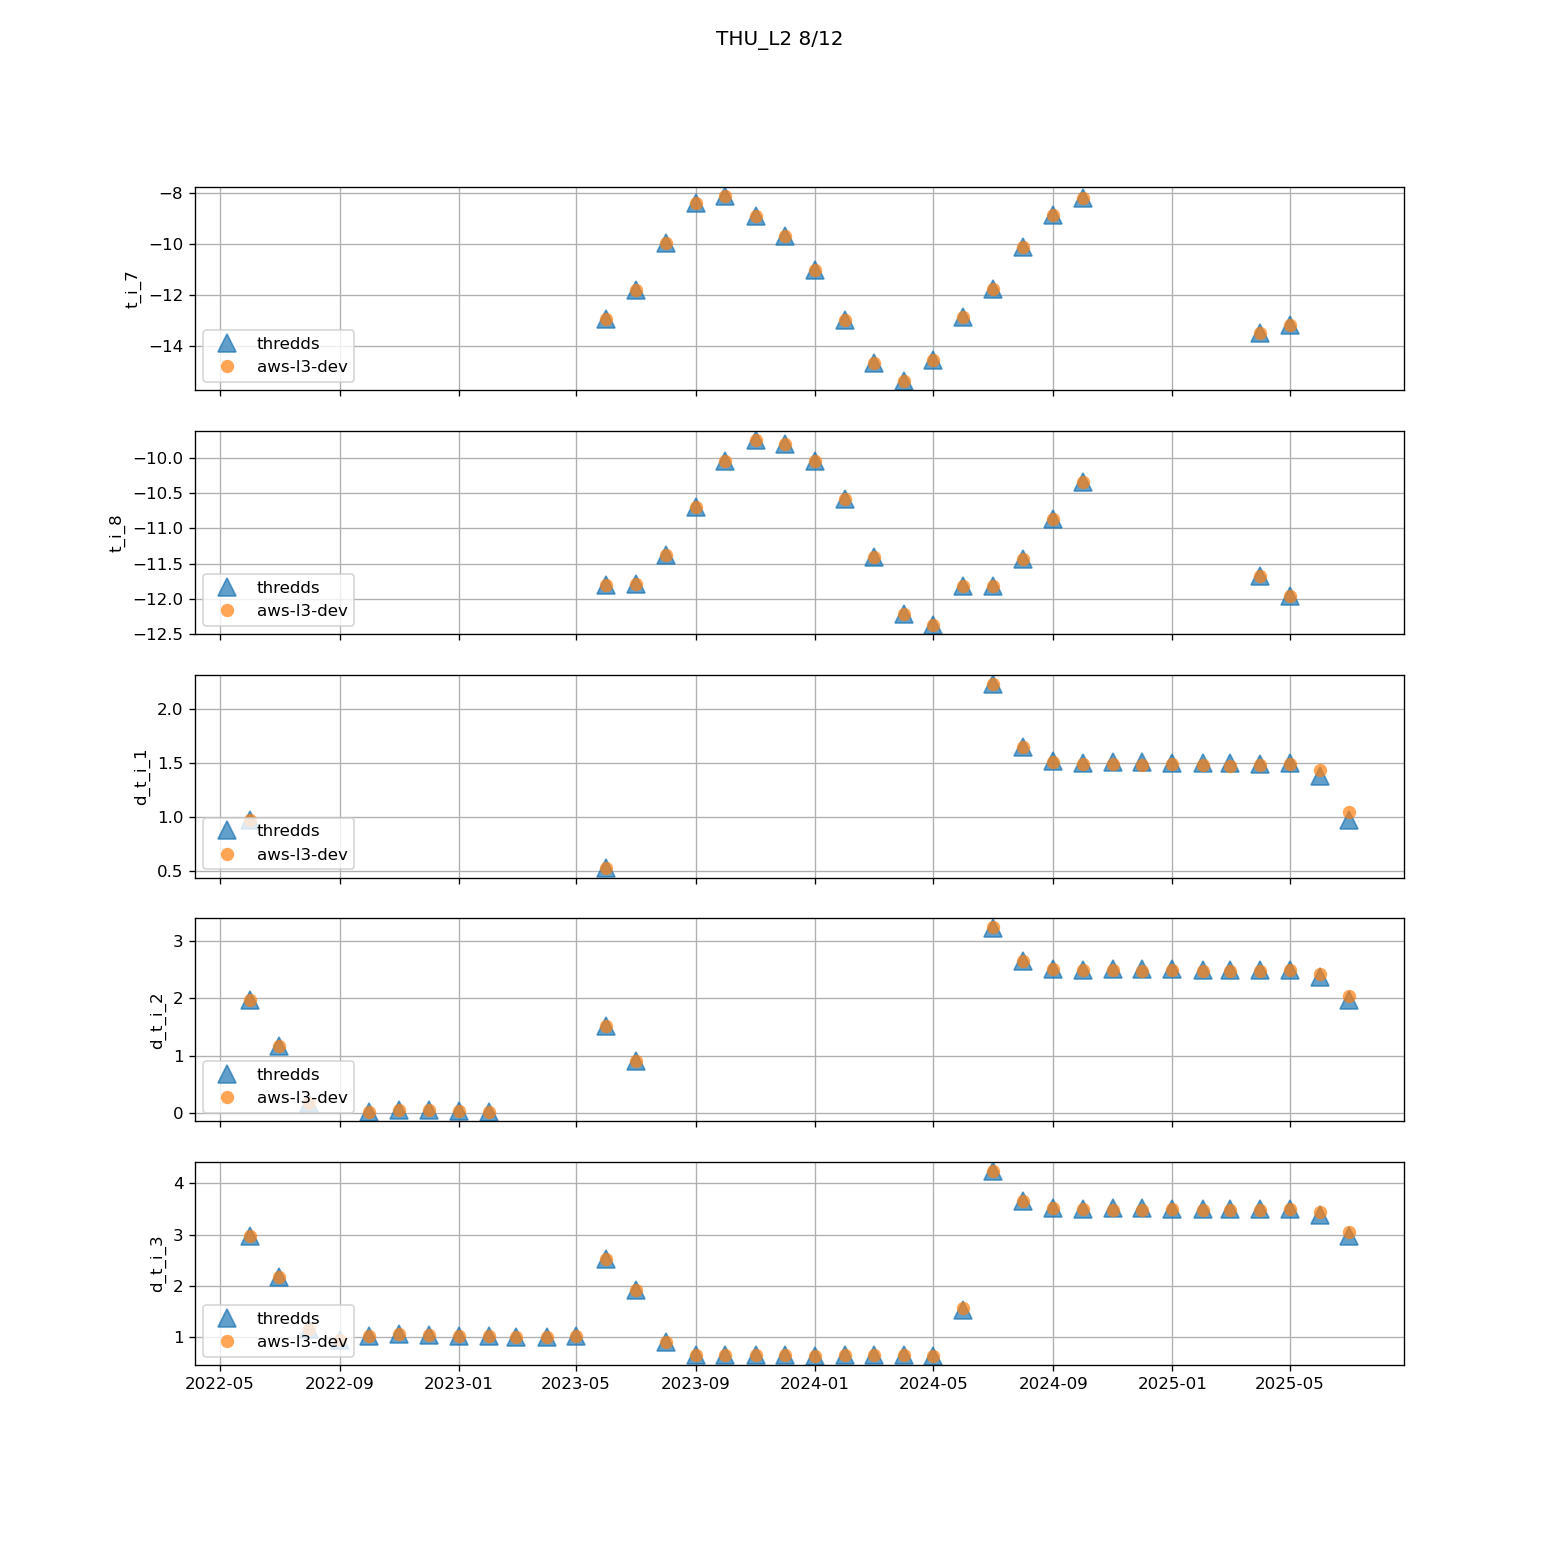 THU_L2 8/12
−8
−10
−12
−14
t_i_7
thredds
aws-l3-dev
−10.0
−10.5
−11.0
−11.5
−12.0
−12.5
t_i_8
thredds
aws-l3-dev
2.0
1.5
1.0
0.5
d_t_i_1
thredds
aws-l3-dev
3
2
1
0
d_t_i_2
thredds
aws-l3-dev
4
3
2
1
d_t_i_3
thredds
aws-l3-dev
2022-05 2022-09 2023-01 2023-05 2023-09 2024-01 2024-05 2024-09 2025-01 2025-05